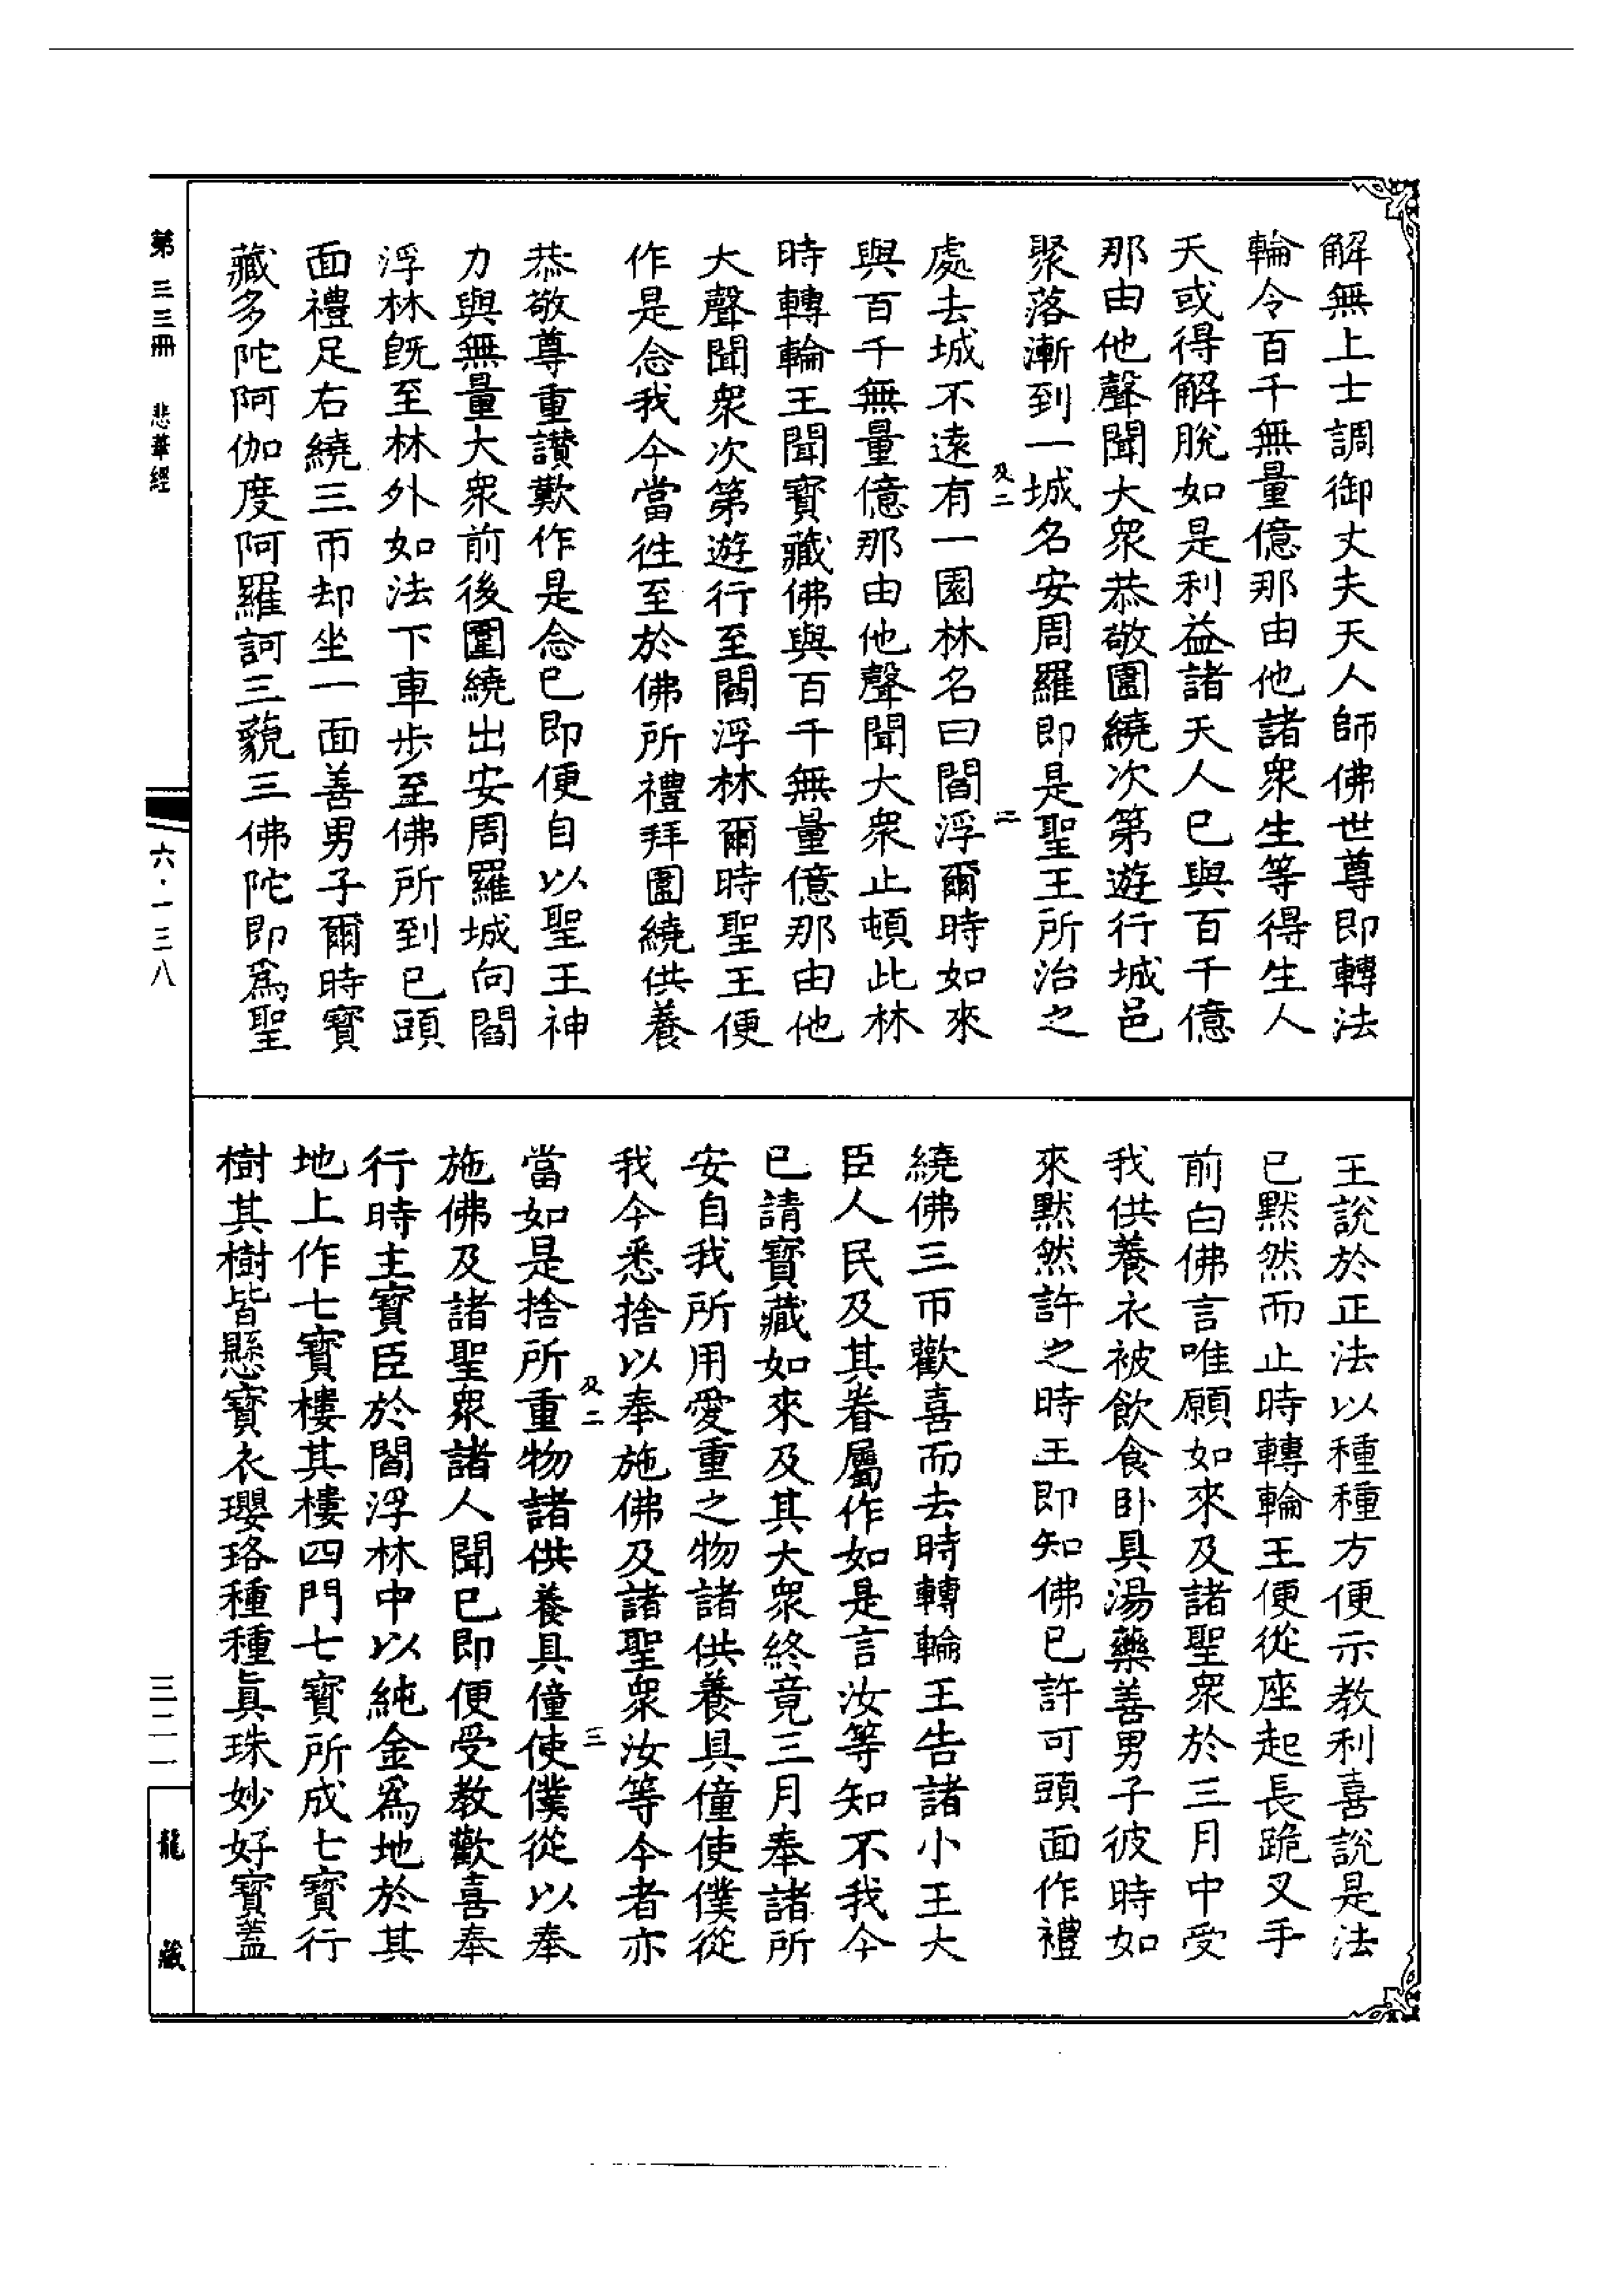 解無上士調御丈夫天人師佛世尊即轉法
輪令百千無量億那由他諸衆生等得生人
天或得解脫如是利益諸天人已與百千億
那由他聲聞大衆恭敬圍繞次第遊行城邑
聚落漸到一城名安周羅即是聖王所治之
及二
二
處去城不遠有一園林名曰閻浮爾時如來
與百千無量億那由他聲聞大衆止頓此林
時轉輪王聞寶藏佛與百千無量億那由他
大聲聞衆次第遊行至閻浮林爾時聖王便
作是念我今當往至於佛所禮拜圍繞供養
恭敬尊重讃歎作是念已即便自以聖王神
力與無量大衆前後圍繞出安周羅城向閻
浮林既至林外如法下車步至佛所到已頭
面禮足右繞三帀却坐一面善男子爾時寶
藏多陀阿伽度阿羅訶三藐三佛陀即爲聖
王說於正法以種種方便示教利喜說是法
已黙然而止時轉輪王便從座起長跪叉手
前白佛言唯願如來及諸聖衆於三月中受
我供養衣被飲食卧具湯藥善男子彼時如
來黙然許之時王即知佛已許可頭面作禮
繞佛三帀歡喜而去時轉輪王告諸小王大
臣人民及其眷屬作如是言汝等知不我今
已請寶藏如來及其大衆終竟三月奉諸所
安自我所用愛重之物諸供養具僮使僕從
我今悉捨以奉施佛及諸聖衆汝等今者亦
及二
三
當如是捨所重物諸供養具僮使僕從以奉
施佛及諸聖衆諸人聞已即便受教歡喜奉
行時主寶臣於閻浮林中以純金爲地於其
地上作七寶樓其樓四門七寶所成七寶行
樹其樹皆懸寶衣瓔珞種種眞珠妙好寶蓋
第三三冊 悲華經
六·一三八
三二一
龍藏